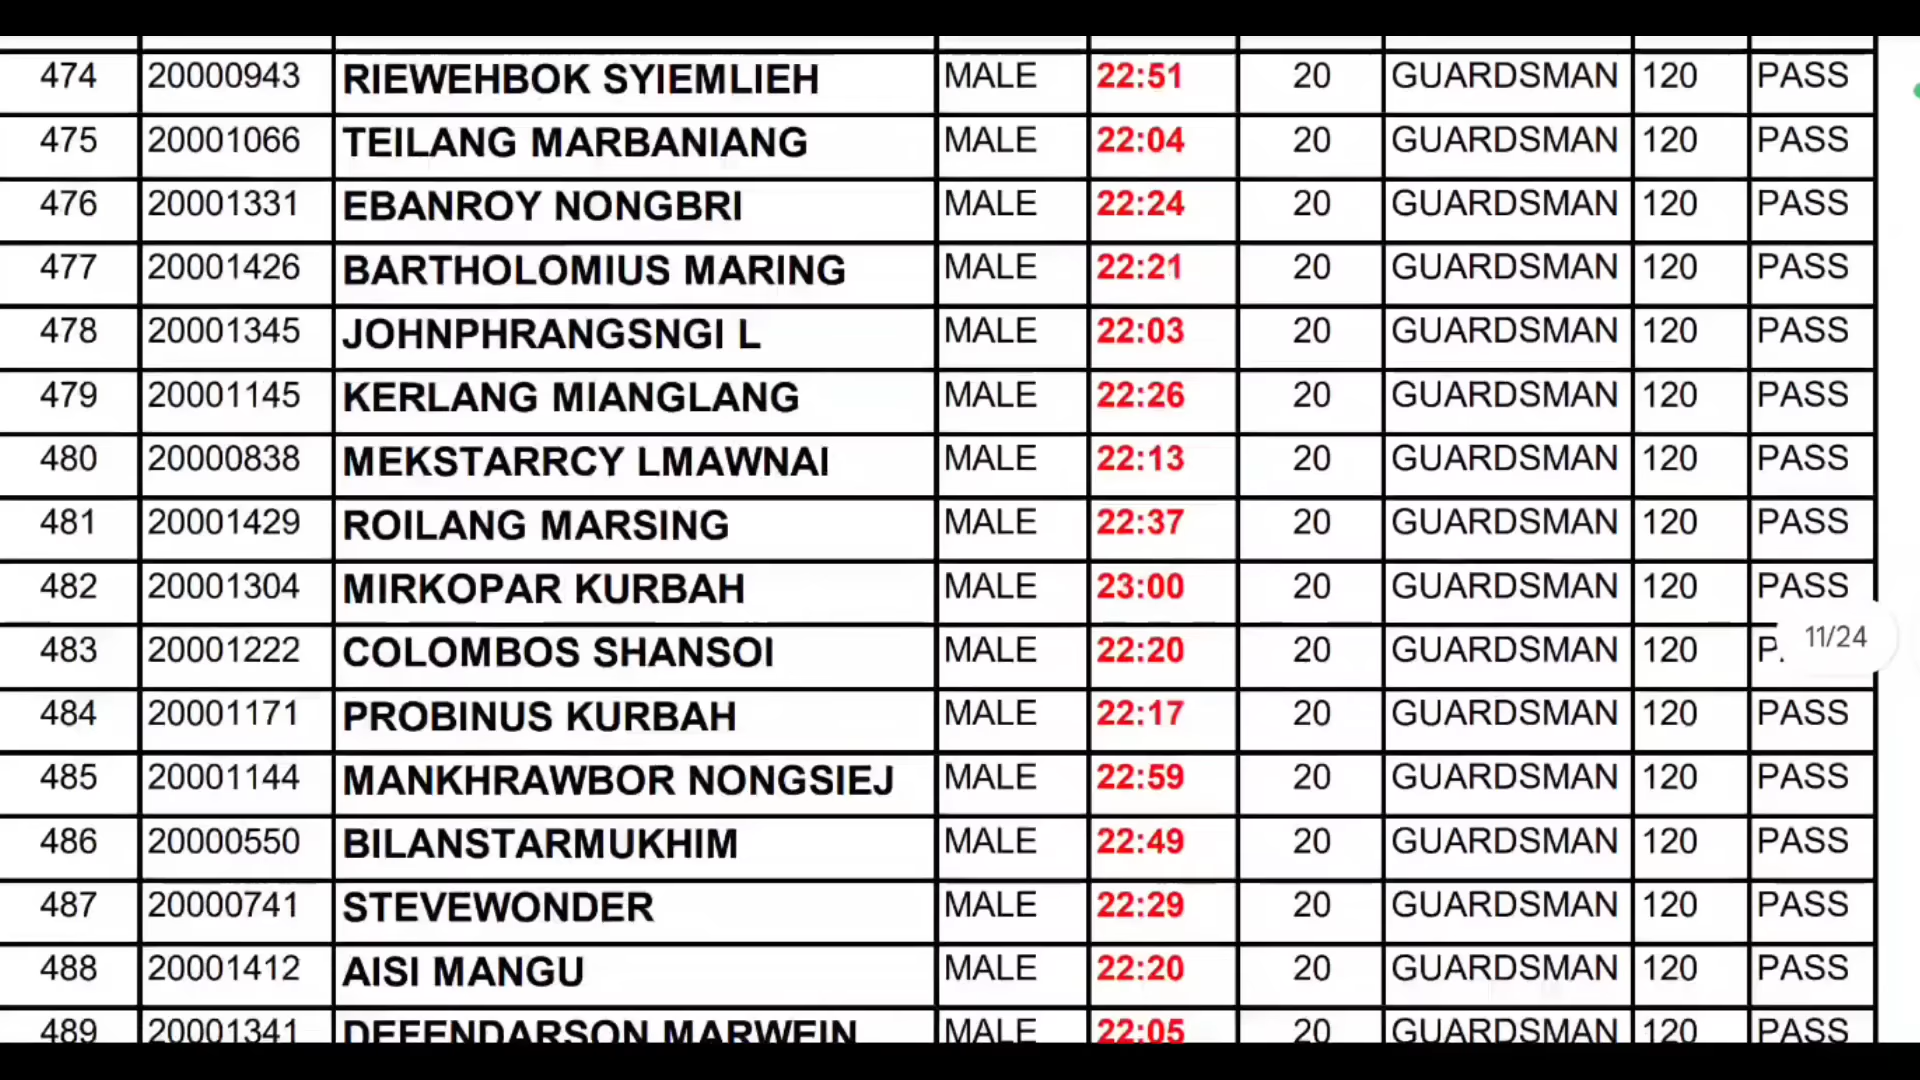 474 20000943 RIEWEHBOK SYIEMLIEH MALE 22:51 20 GUARDSMAN 120 PASS
475 20001066 TEILANG MARBANIANG MALE 22:04 20 GUARDSMAN 120 PASS
476 20001331 EBANROY NONGBRI MALE 22:24 20 GUARDSMAN 120 PASS
477 20001426 BARTHOLOMIUS MARING MALE 22:21 20 GUARDSMAN 120 PASS
478 20001345 JOHNPHRANGSNGI L MALE 22:03 20 GUARDSMAN 120 PASS
479 20001145 KERLANG MIANGLANG MALE 22:26 20 GUARDSMAN 120 PASS
480 20000838 MEKSTARRCY LMAWNAI MALE 22:13 20 GUARDSMAN 120 PASS
481 20001429 ROILANG MARSING MALE 22:37 20 GUARDSMAN 120 PASS
482 20001304 MIRKOPAR KURBAH MALE 23:00 20 GUARDSMAN 120 PASS
483 20001222 COLOMBOS SHANSOI MALE 22:20 20 GUARDSMAN 120 11/24
484 20001171 PROBINUS KURBAH MALE 22:17 20 GUARDSMAN 120 PASS
485 20001144 MANKHRAWBOR NONGSIEJ MALE 22:59 20 GUARDSMAN 120 PASS
486 20000550 BILANSTARMUKHIM MALE 22:49 20 GUARDSMAN 120 PASS
487 20000741 STEVEWONDER MALE 22:29 20 GUARDSMAN 120 PASS
488 20001412 AISI MANGU MALE 22:20 20 GUARDSMAN 120 PASS
489 20001341 DEFENDARSON MARWEIN MALE 22:05 20 GUARDSMAN 120 PASS